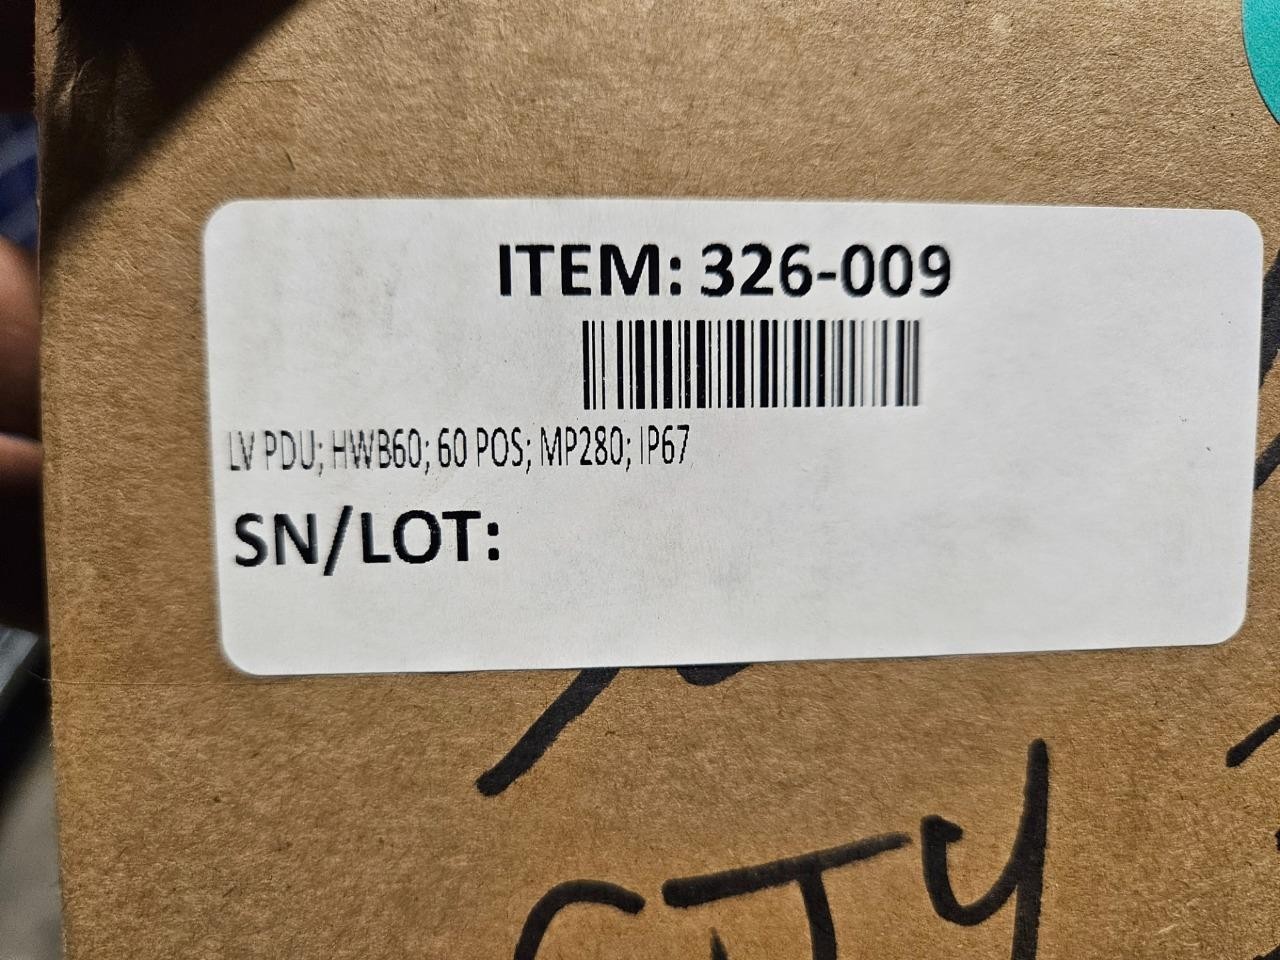 ITEM: 326-009
LV PDU; HWB60; 60 POS; MP280; IP67
SN/LOT: